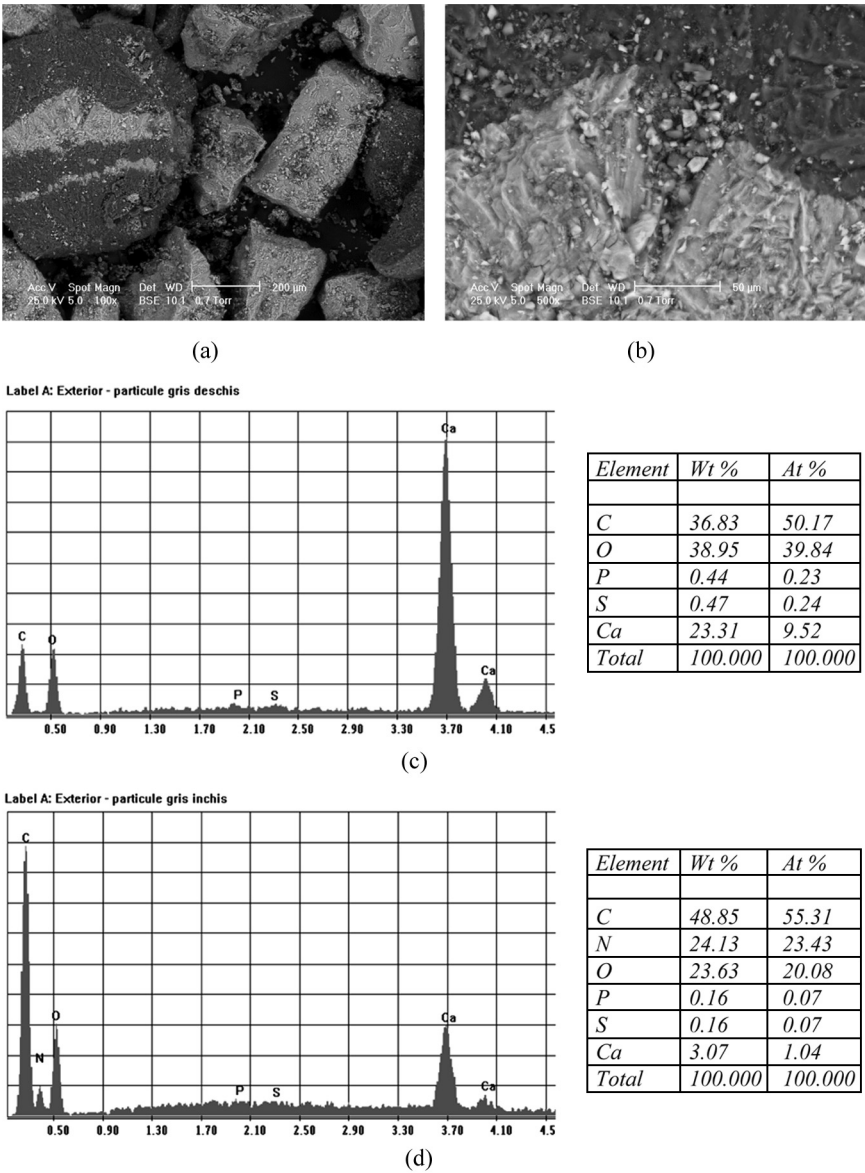 Acc.V Spot Magn Det WD 200 µm
25.0 kV 5.0 100x BSE 10.1 0.7 Torr
Acc.V Spot Magn Det WD 50 µm
25.0 kV 5.0 500x BSE 10.1 0.7 Torr
(a)
(b)
Label A: Exterior - particule gris deschis
Ca
C O P S Ca
0.50 0.90 1.30 1.70 2.10 2.50 2.90 3.30 3.70 4.10 4.5
Element Wt % At %
C 36.83 50.17
O 38.95 39.84
P 0.44 0.23
S 0.47 0.24
Ca 23.31 9.52
Total 100.000 100.000
(c)
Label A: Exterior - particule gris inchis
C
O Ca
N
P S Ca
0.50 0.90 1.30 1.70 2.10 2.50 2.90 3.30 3.70 4.10 4.5
Element Wt % At %
C 48.85 55.31
N 24.13 23.43
O 23.63 20.08
P 0.16 0.07
S 0.16 0.07
Ca 3.07 1.04
Total 100.000 100.000
(d)